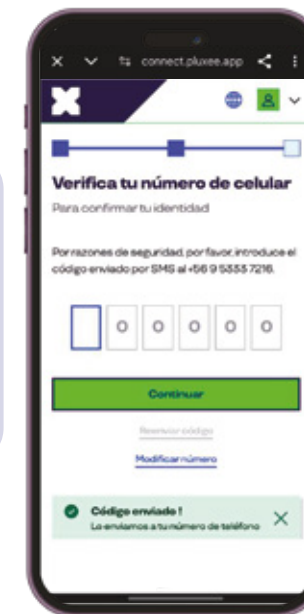 connect.pluxee.app
Verifica tu número de celular
Para confirmar tu identidad
Por razones de seguridad, por favor, introduce el
código enviado por SMS al +56 9 5333 7216.
0 0 0 0 0
Continuar
Reenviar código
Modificar número
Código enviado !
Lo enviamos a tu número de teléfono